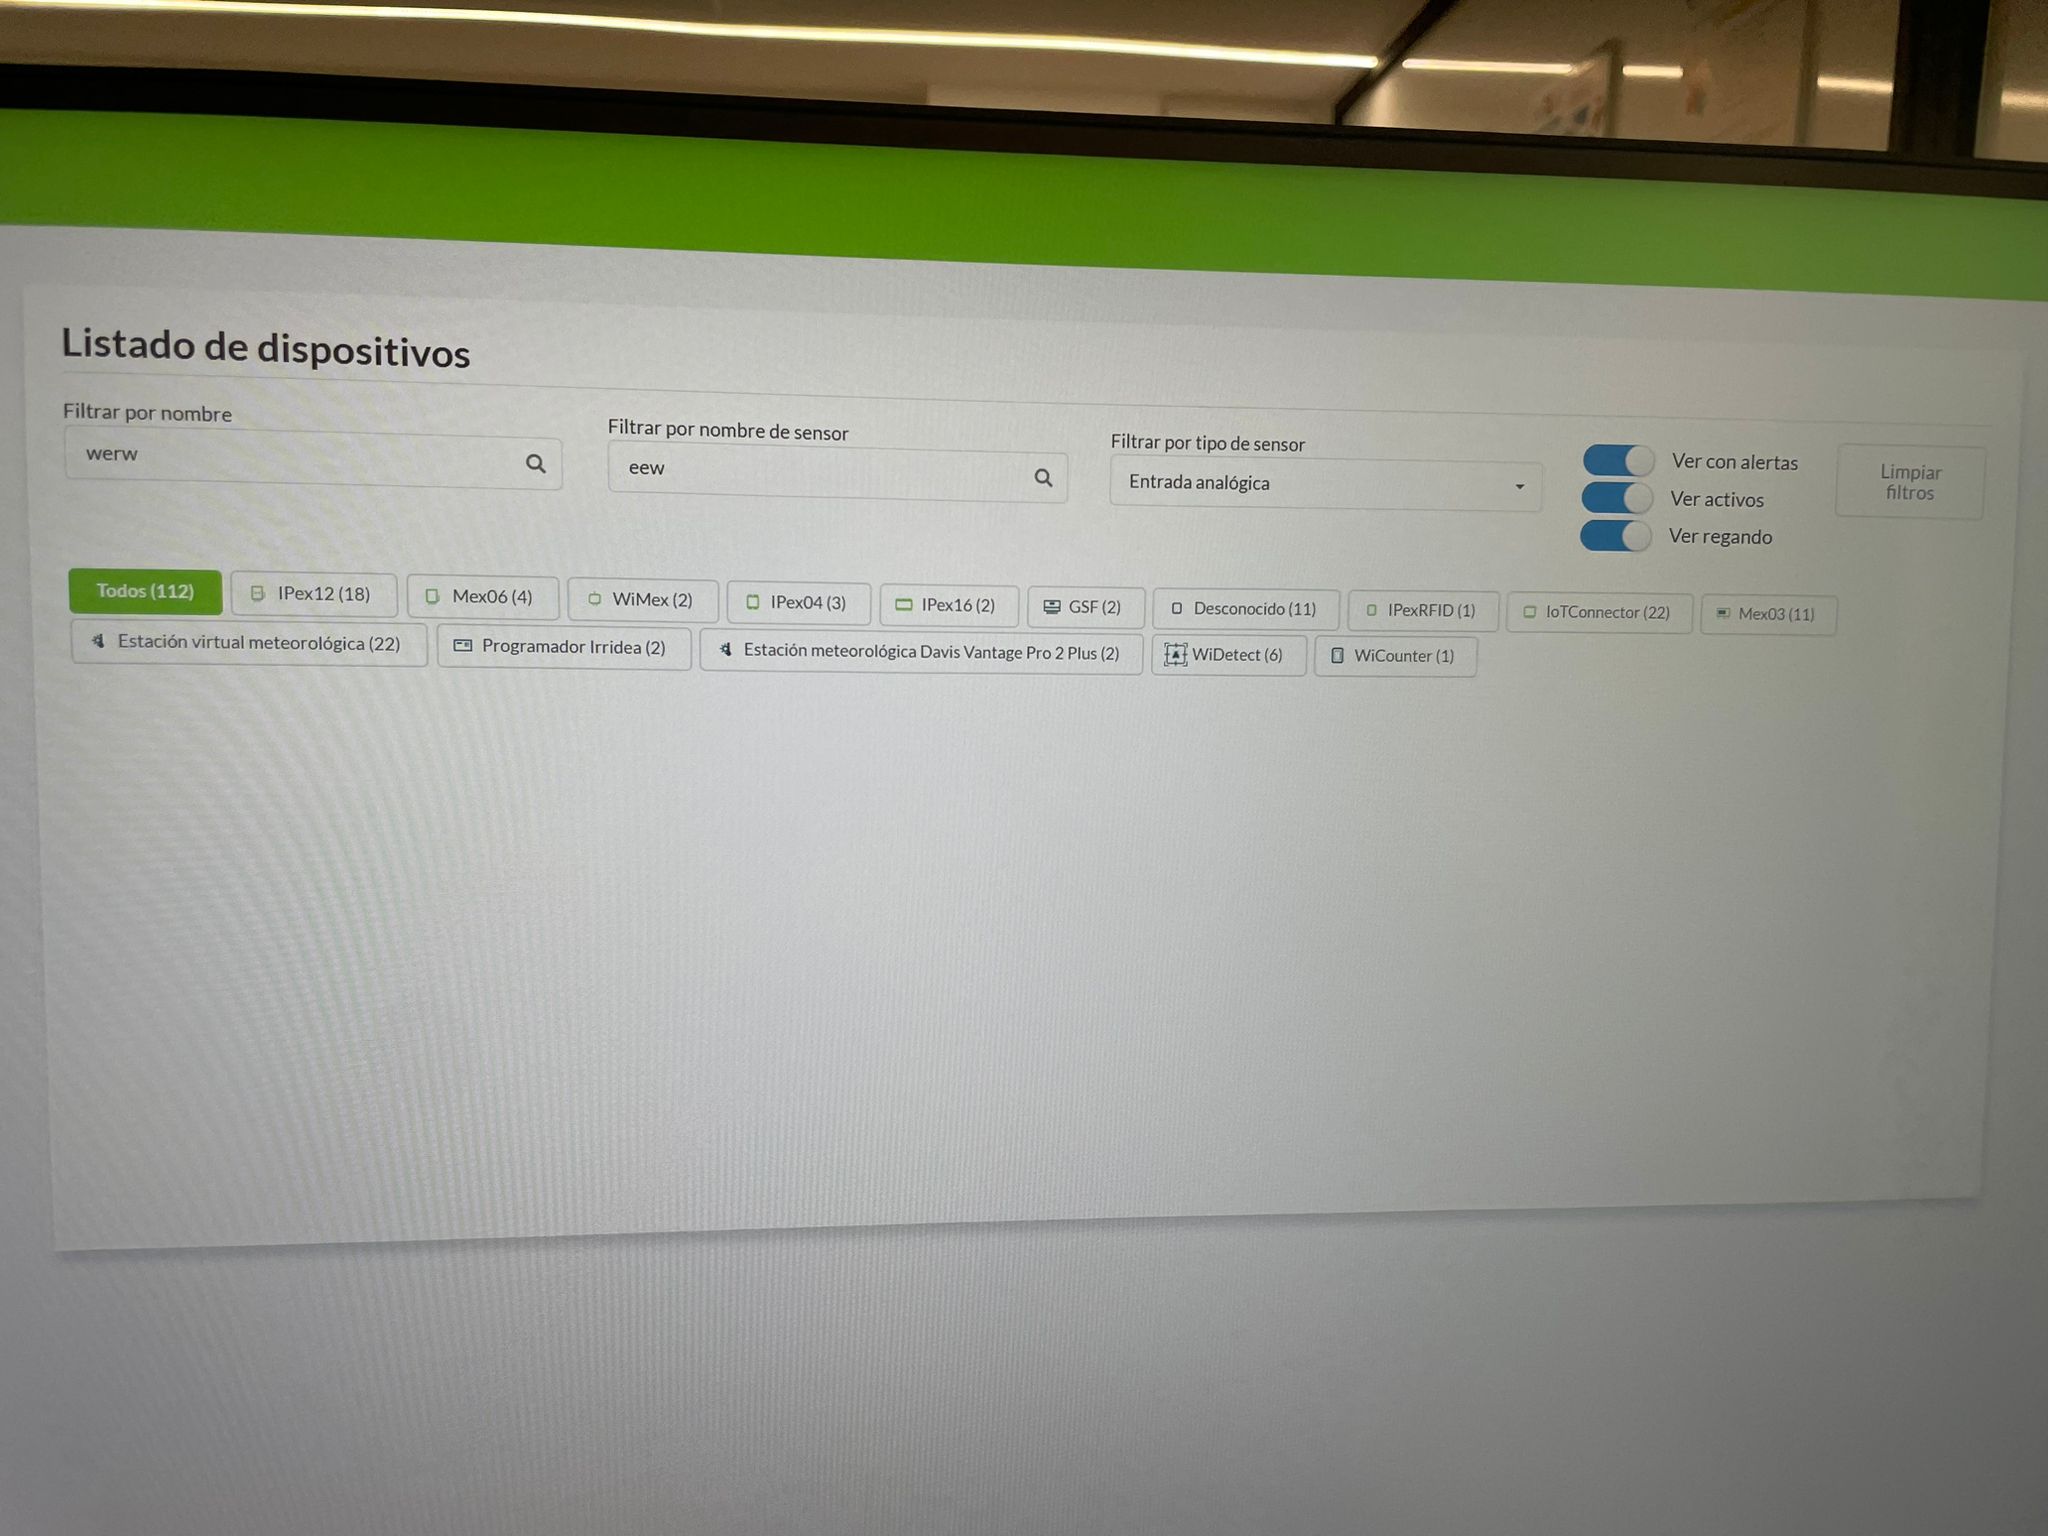 Listado de dispositivos
Filtrar por nombre
werw
Filtrar por nombre de sensor
eew
Filtrar por tipo de sensor
Entrada analógica
Ver con alertas
Ver activos
Ver regando
Limpiar
filtros
Todos (112) IPex12 (18) Mex06 (4) WiMex (2) IPex04 (3) IPex16 (2) GSF (2) Desconocido (11) IPexRFID (1) IoTConnector (22) Mex03 (11)
Estación virtual meteorológica (22) Programador Irridea (2) Estación meteorológica Davis Vantage Pro 2 Plus (2) WiDetect (6) WiCounter (1)